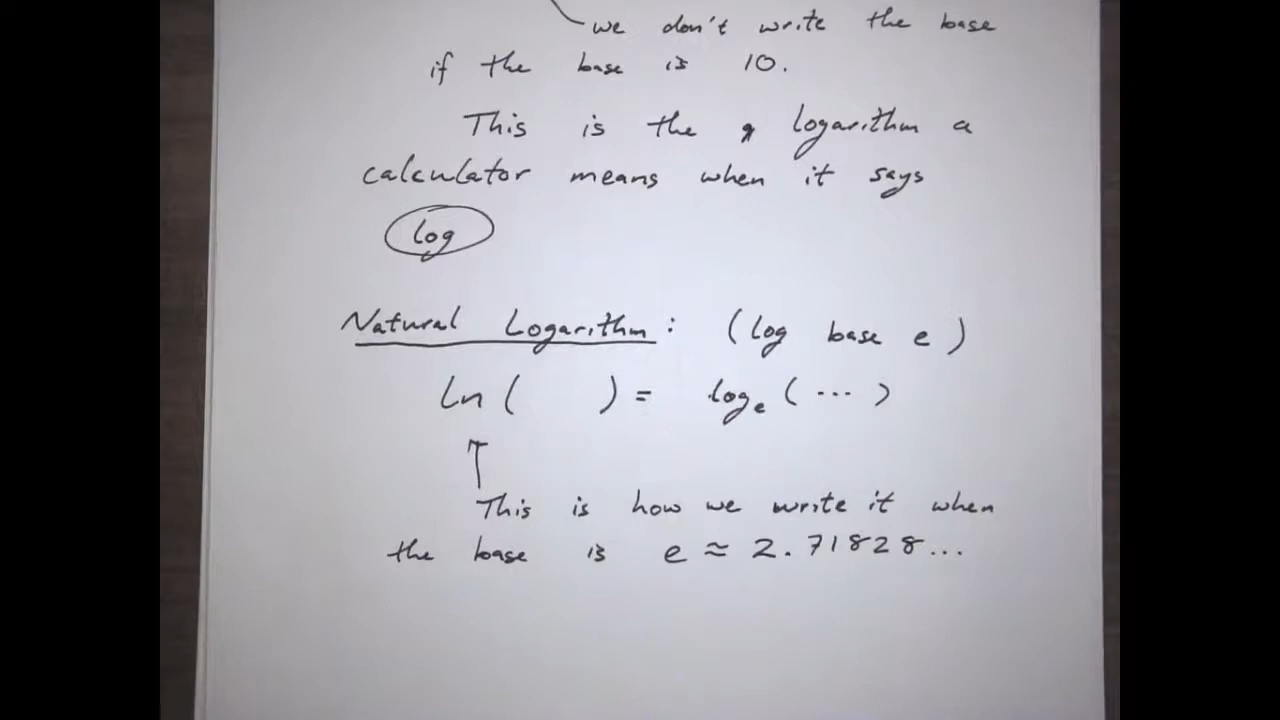 we don't write the base
if the base is 10.
This is the logarithm a
calculator means when it says
log
Natural Logarithm: (log base e)
ln( ) = logₑ(...)
This is how we write it when
the base is e ≈ 2.71828...